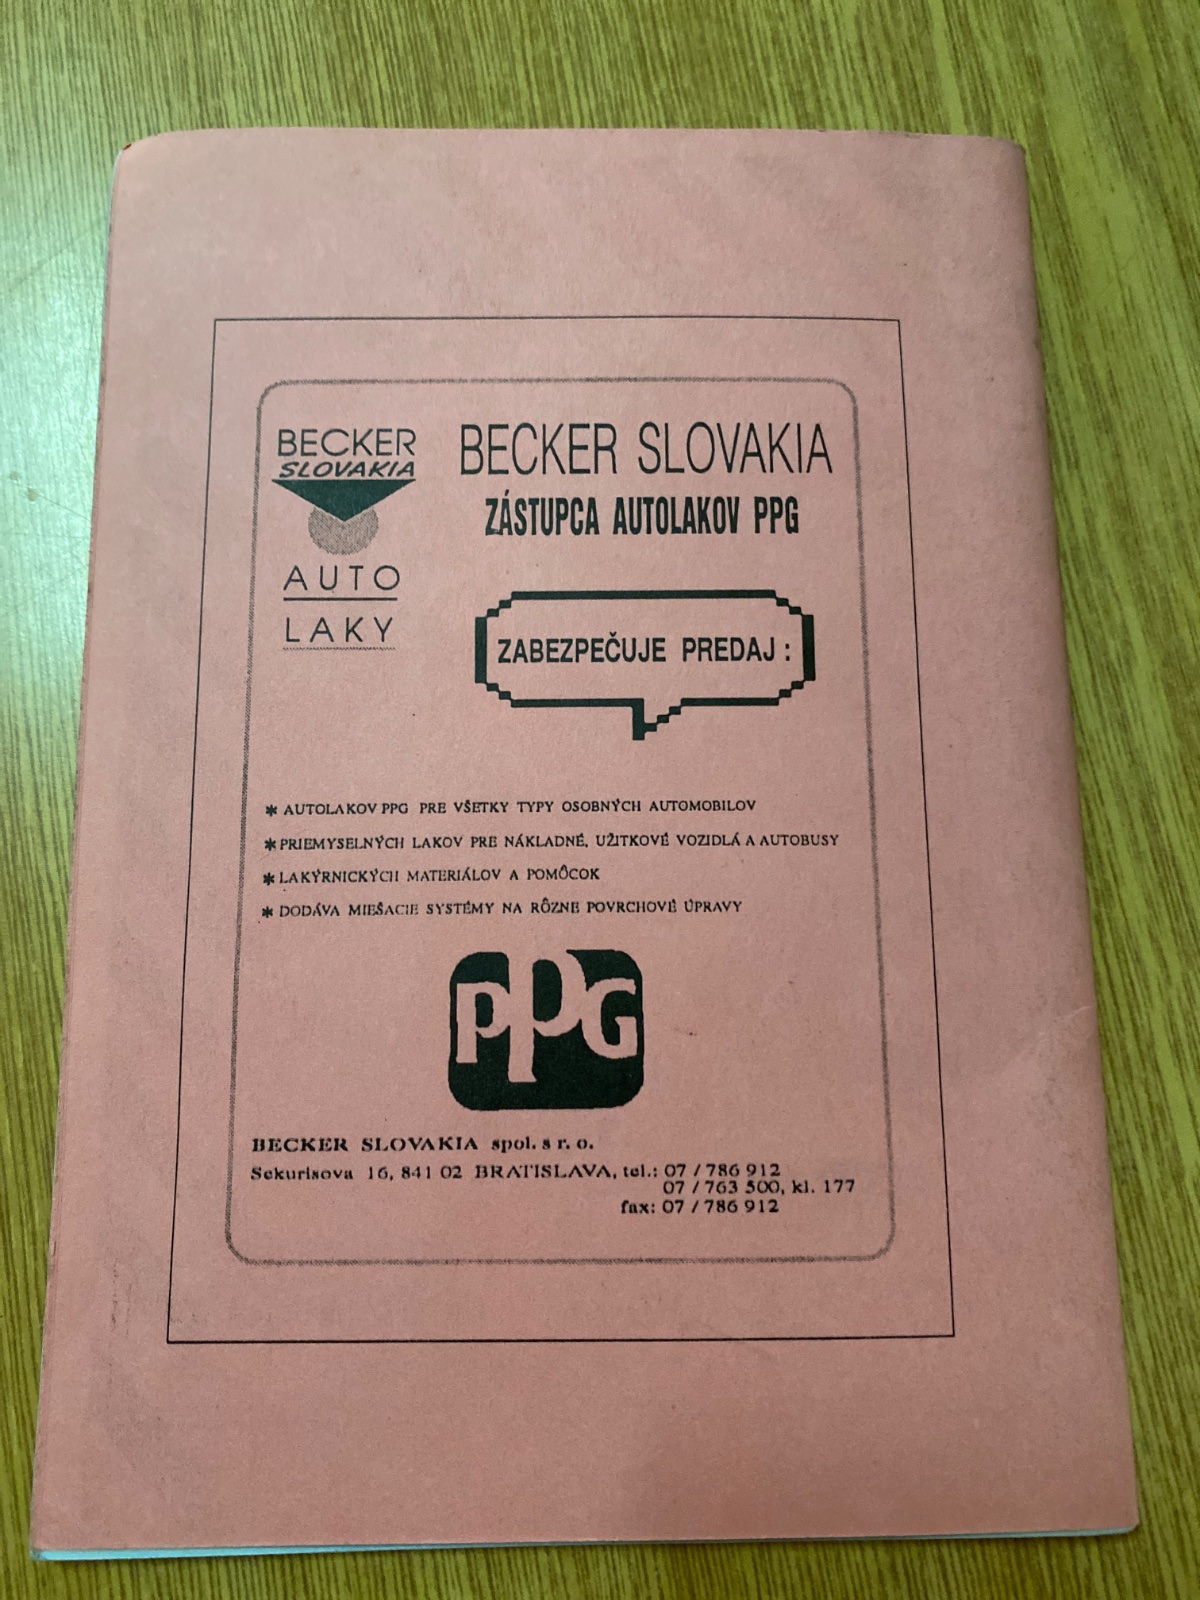 BECKER
SLOVAKIA
AUTO
LAKY
BECKER SLOVAKIA
ZÁSTUPCA AUTOLAKOV PPG
ZABEZPEČUJE PREDAJ :
* AUTOLAKOV PPG PRE VŠETKY TYPY OSOBNÝCH AUTOMOBILOV
* PRIEMYSELNÝCH LAKOV PRE NÁKLADNÉ, UŽITKOVÉ VOZIDLÁ A AUTOBUSY
* LAKÝRNICKÝCH MATERIÁLOV A POMÔCOK
* DODÁVA MIEŠACIE SYSTÉMY NA RÔZNE POVRCHOVÉ ÚPRAVY
PPG
BECKER SLOVAKIA spol. s r. o.
Sekurisova 16, 841 02 BRATISLAVA, tel.: 07 / 786 912
07 / 763 500, kl. 177
fax: 07 / 786 912